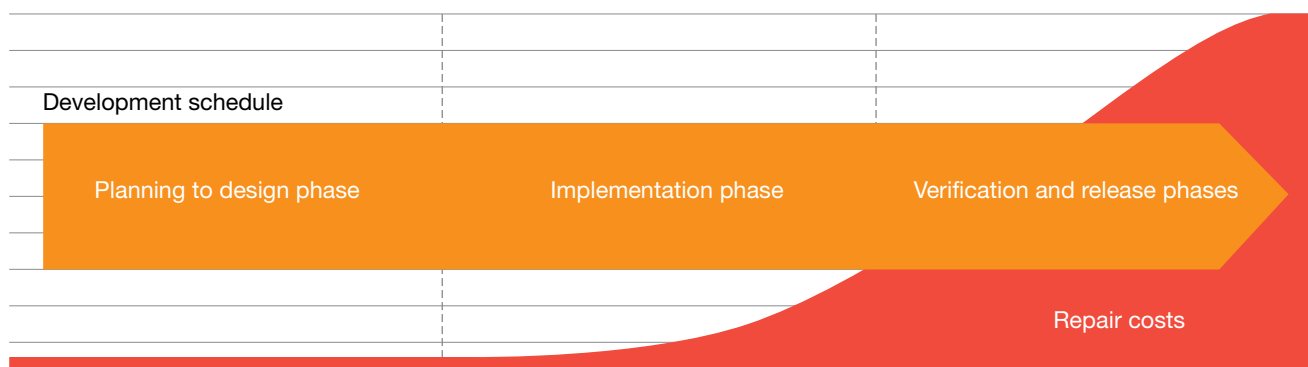 Development schedule
Planning to design phase
Implementation phase
Verification and release phases
Repair costs